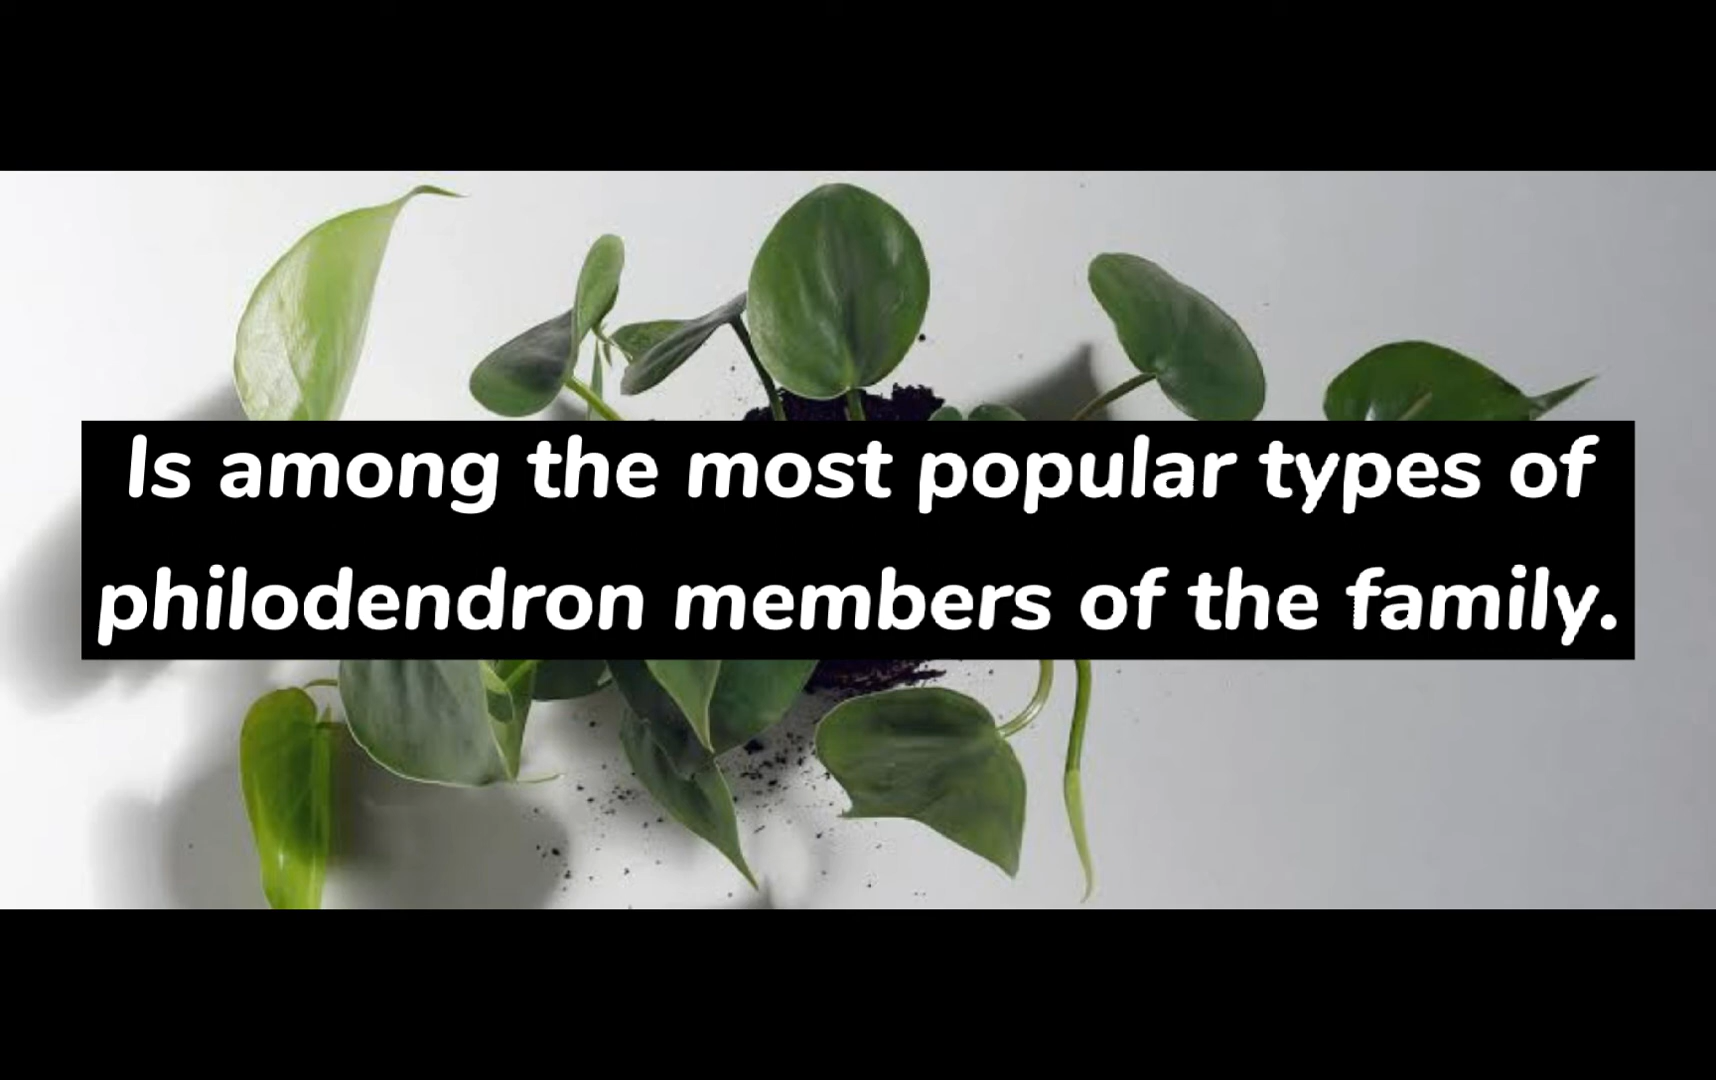 Is among the most popular types of
philodendron members of the family.